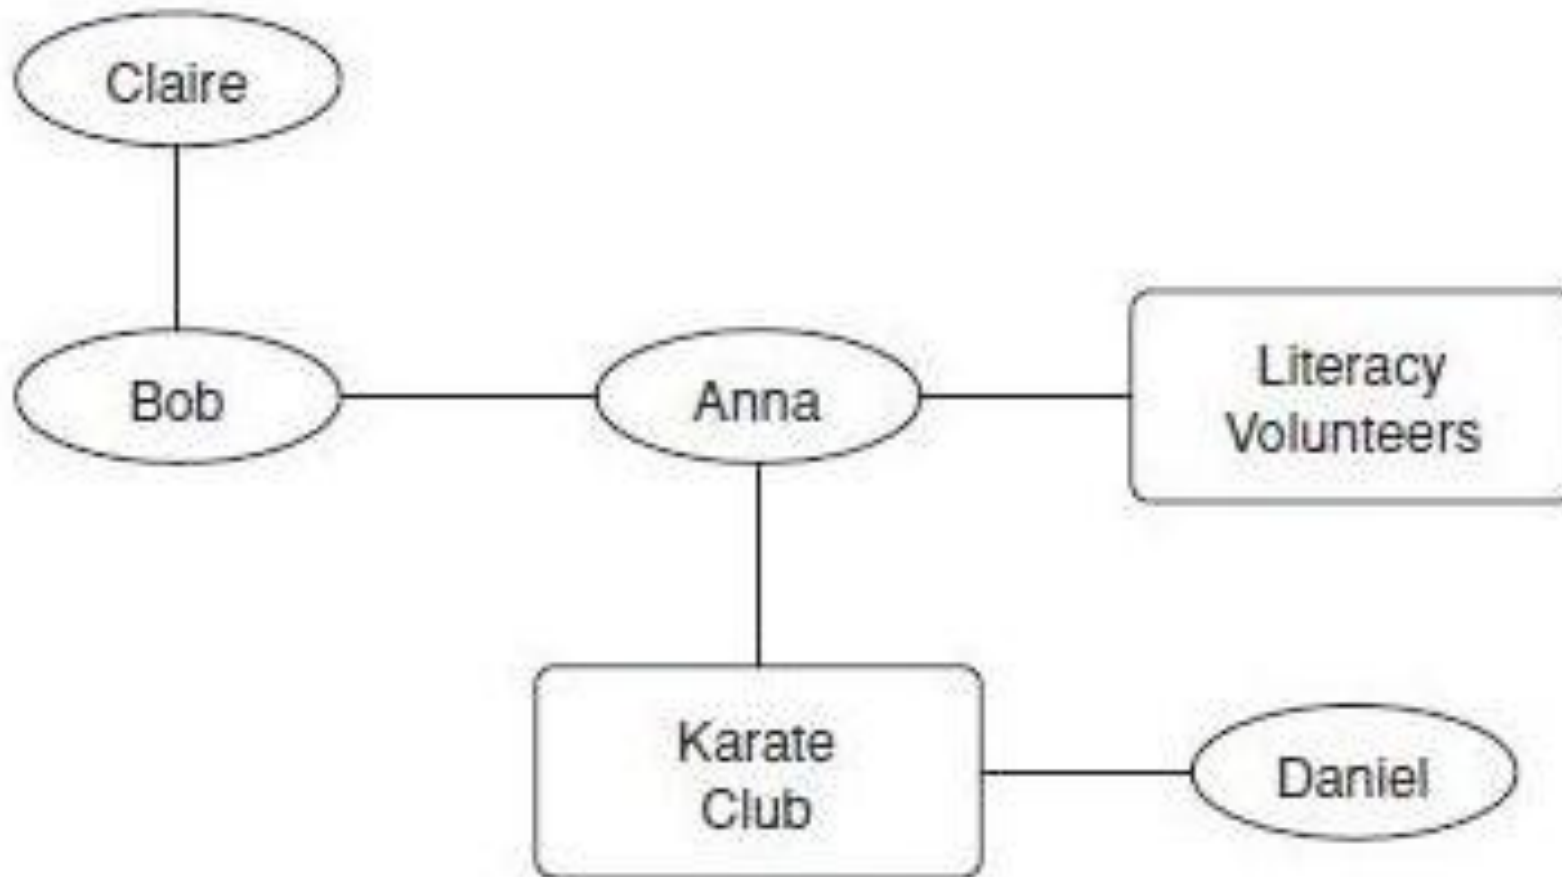 Claire
Bob
Anna
Literacy
Volunteers
Karate
Club
Daniel